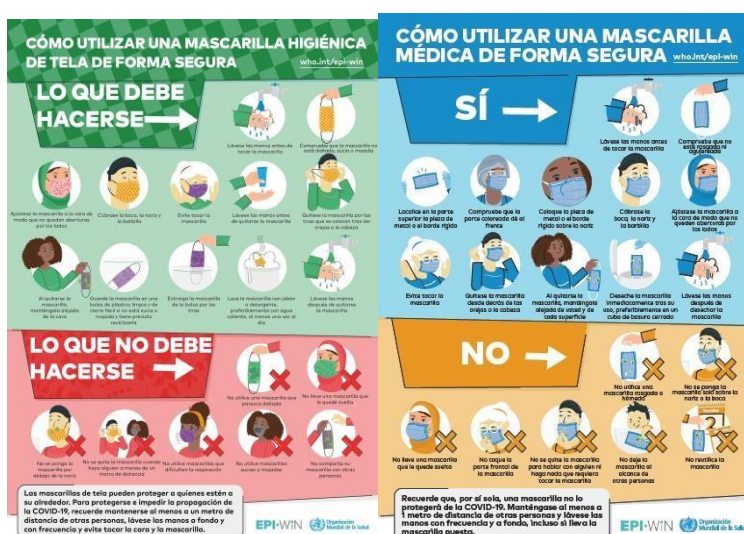 CÓMO UTILIZAR UNA MASCARILLA HIGIÉNICA
DE TELA DE FORMA SEGURA
who.int/epi-win
LO QUE DEBE
HACERSE
Lávese las manos antes de
tocar la mascarilla
Compruebe que la mascarilla no
está dañada, sucia o mojada
Ajústese la mascarilla a la cara de
modo que no queden aberturas
por los lados
Cúbrase la boca, la nariz y
la barbilla
Evite tocar la
mascarilla
Lávese las manos antes
de quitarse la mascarilla
Quítese la mascarilla por las
tiras que se colocan tras las
orejas o la cabeza
Al quitarse la
mascarilla,
manténgala alejada
de la cara
Guarde la mascarilla en una
bolsa de plástico limpia y de
cierre fácil si no está sucia o
mojada y tiene previsto
reutilizarla
Extraiga la mascarilla
de la bolsa por las
tiras
Lave la mascarilla con jabón
o detergente,
preferiblemente con agua
caliente, al menos una vez al
día
Lávese las manos
después de quitarse
la mascarilla
LO QUE NO DEBE
HACERSE
No utilice una mascarilla que
parezca dañada
No lleve una mascarilla que
le quede suelta
No se ponga la
mascarilla por
debajo de la nariz
No se quite la mascarilla cuando
haya alguien a menos de un
metro de distancia
No utilice mascarillas que
dificulten la respiración
No utilice mascarillas
sucias o mojadas
No comparta su
mascarilla con otras
personas
Las mascarillas de tela pueden proteger a quienes estén a
su alrededor. Para protegerse e impedir la propagación de
la COVID-19, recuerde mantenerse al menos a un metro de
distancia de otras personas, lávese las manos a fondo y
con frecuencia y evite tocar la cara y la mascarilla.
EPI-WiN
Organización
Mundial de la Salud
CÓMO UTILIZAR UNA MASCARILLA
MÉDICA DE FORMA SEGURA
who.int/epi-win
SÍ
Lávese las manos antes
de tocar la mascarilla
Compruebe que no
esté rasgada ni
agujereada
Localice en la parte
superior la pieza de
metal o el borde rígido
Compruebe que la
parte coloreada dé al
frente
Coloque la pieza de
metal o el borde
rígido sobre la nariz
Cúbrase la
boca, la nariz y
la barbilla
Ajústese la mascarilla a
la cara de modo que no
queden aberturas por
los lados
Evite tocar la
mascarilla
Quítese la mascarilla
desde detrás de las
orejas o la cabeza
Al quitarse la
mascarilla, manténgala
alejada de usted y de
toda superficie
Deseche la mascarilla
inmediatamente tras su
uso, preferiblemente en un
cubo de basura cerrado
Lávese las manos
después de
desechar la
mascarilla
NO
No utilice una
mascarilla rasgada o
húmeda
No se ponga la
mascarilla solo sobre la
nariz o la boca
No lleve una mascarilla
que le quede suelta
No toque la
parte frontal de
la mascarilla
No se quite la mascarilla
para hablar con alguien ni
haga nada que requiera
tocar la mascarilla
No deje la
mascarilla al
alcance de
otras personas
No reutilice la
mascarilla
Recuerde que, por sí sola, una mascarilla no lo
protegerá de la COVID-19. Manténgase al menos a
1 metro de distancia de otras personas y lávese las
manos con frecuencia y a fondo, incluso si lleva la
mascarilla puesta.
EPI-WiN
Organización
Mundial de la Salud